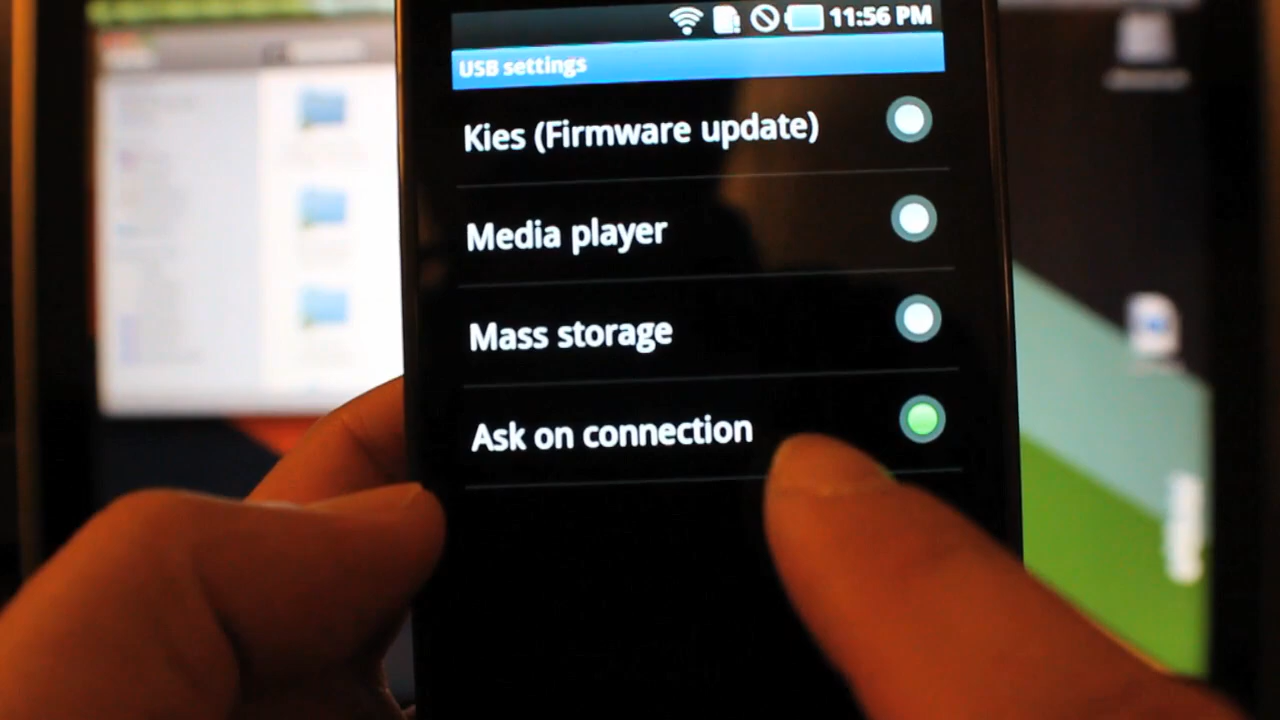 11:56 PM
USB settings
Kies (Firmware update)
Media player
Mass storage
Ask on connection